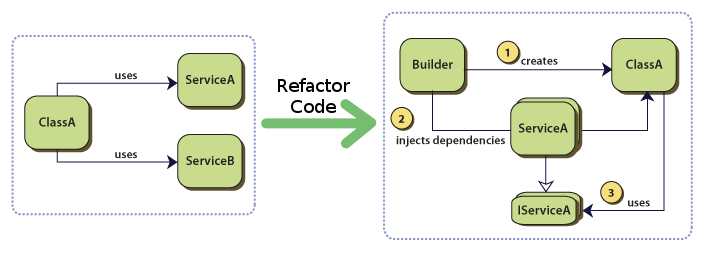 uses
ServiceA
ClassA
uses
ServiceB
Refactor
Code
Builder
1
creates
ClassA
2
injects dependencies
ServiceA
IServiceA
3
uses